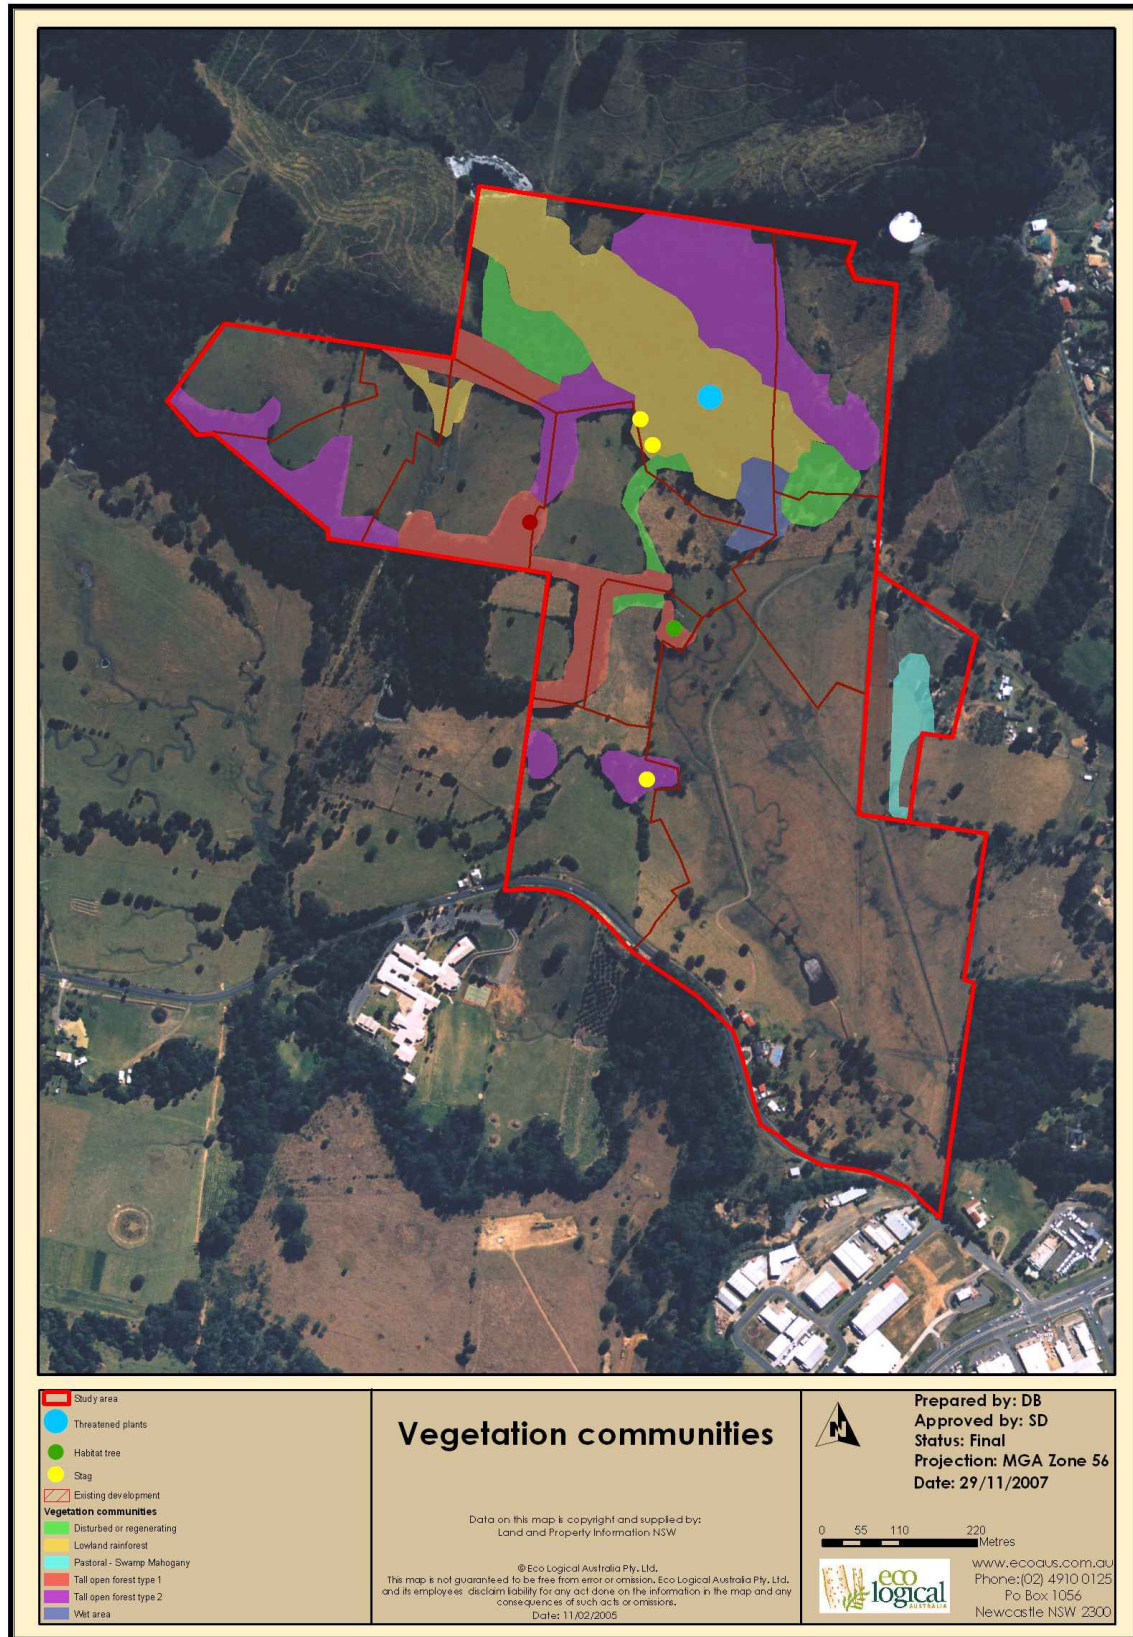 Study area
Threatened plants
Habitat tree
Stag
Existing development
Vegetation communities
Disturbed or regenerating
Lowland rainforest
Pastoral - Swamp Mahogany
Tall open forest type 1
Tall open forest type 2
Wet area
Vegetation communities
Data on this map is copyright and supplied by:
Land and Property Information NSW
© Eco Logical Australia Pty. Ltd.
This map is not guaranteed to be free from error or omission. Eco Logical Australia Pty. Ltd.
and its employees disclaim liability for any act done on the information in the map and any
consequences of such acts or omissions.
Date: 11/02/2005
N
Prepared by: DB
Approved by: SD
Status: Final
Projection: MGA Zone 56
Date: 29/11/2007
0 55 110 220
Metres
eco
logical
AUSTRALIA
www.ecoaus.com.au
Phone:(02) 4910 0125
Po Box 1056
Newcastle NSW 2300